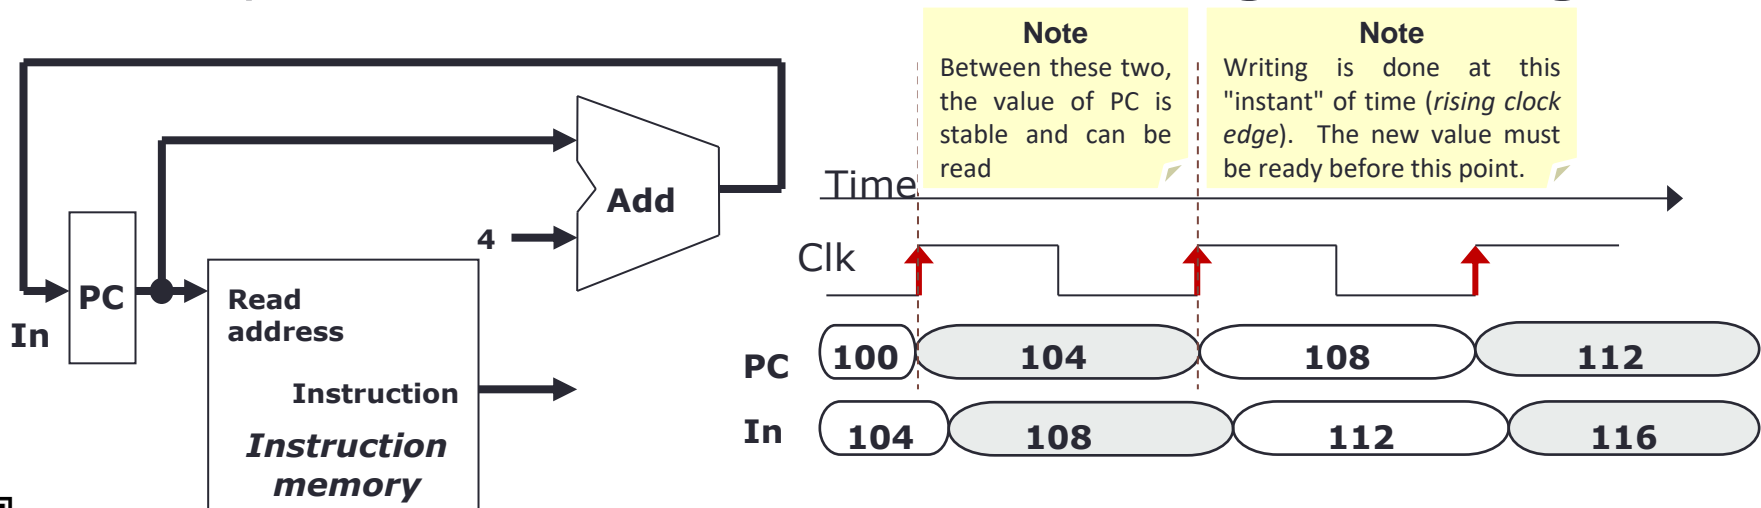 Note
Between these two,
the value of PC is
stable and can be
read
Note
Writing is done at this
"instant" of time (rising clock
edge). The new value must
be ready before this point.
Add
4
PC
In
Read
address
Instruction
Instruction
memory
Time
Clk
PC
100
104
108
112
In
104
108
112
116